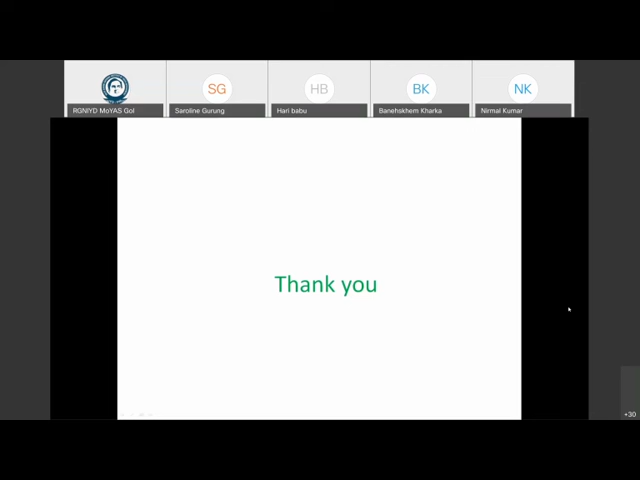 SG
HB
BK
NK
RGNIYD MoYAS GoI
Saroline Gurung
Hari babu
Banehskhem Kharka
Nirmal Kumar
Thank you
+30